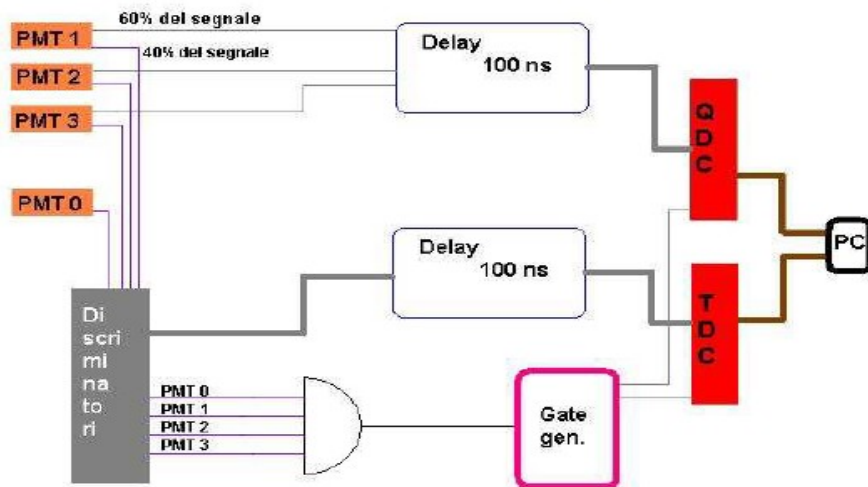 60% del segnale
PMT 1
40% del segnale
PMT 2
PMT 3
PMT 0
Delay
100 ns
Q
D
C
PC
Delay
100 ns
T
D
C
Di
scri
mi
na
to
ri
PMT 0
PMT 1
PMT 2
PMT 3
Gate
gen.